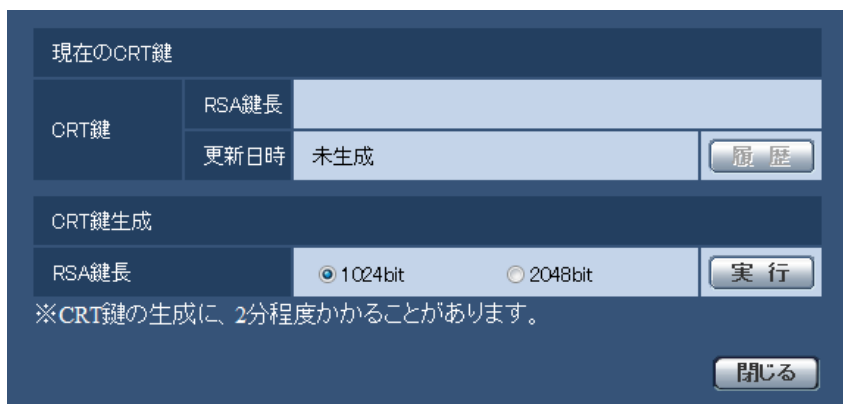 現在のCRT鍵
CRT鍵
RSA鍵長
更新日時 未生成 履歴
CRT鍵生成
RSA鍵長 1024bit 2048bit 実行
※CRT鍵の生成に、2分程度かかることがあります。
閉じる